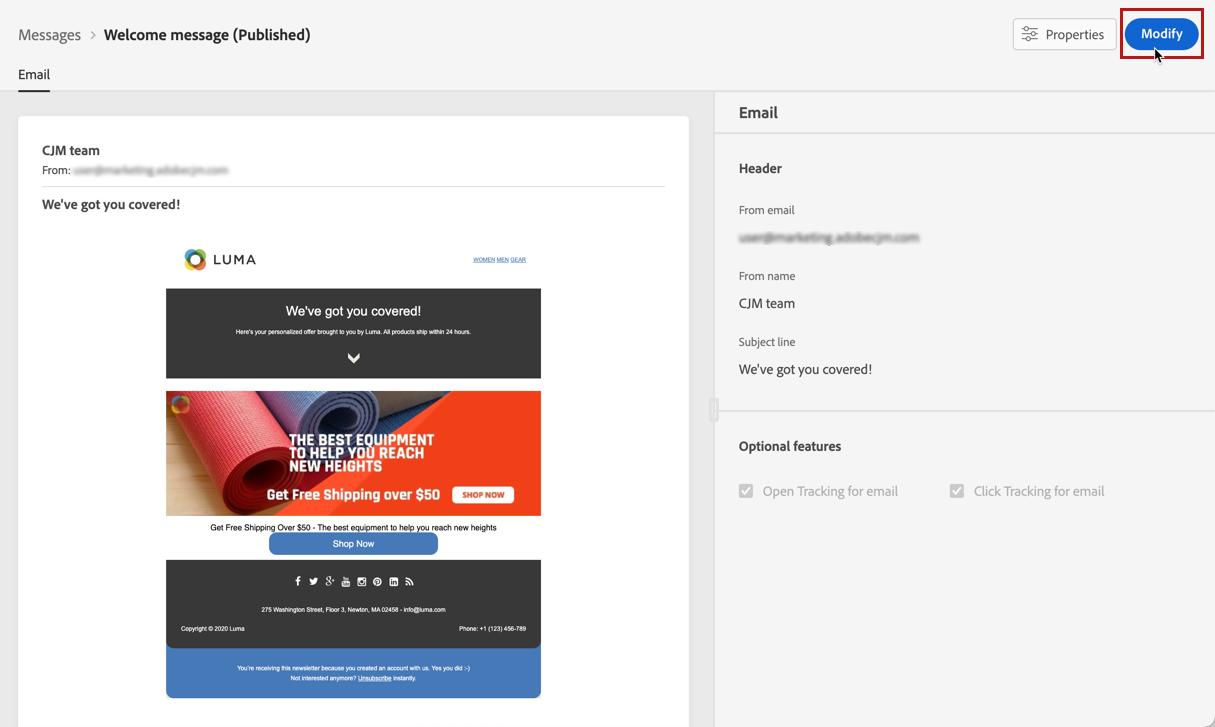 Messages > Welcome message (Published)
Properties
Modify
Email
CJM team
From:
We've got you covered!
LUMA
WOMEN MEN GEAR
We've got you covered!
Here's your personalized offer brought to you by Luma. All products ship within 24 hours.
THE BEST EQUIPMENT
TO HELP YOU REACH
NEW HEIGHTS
Get Free Shipping over $50
SHOP NOW
Get Free Shipping Over $50 - The best equipment to help you reach new heights
Shop Now
275 Washington Street, Floor 3, Newton, MA 02458 - info@luma.com
Copyright © 2020 Luma
Phone: +1 (123) 456-789
You're receiving this newsletter because you created an account with us. Yes you did :-)
Not interested anymore? Unsubscribe instantly.
Email
Header
From email
From name
CJM team
Subject line
We've got you covered!
Optional features
Open Tracking for email
Click Tracking for email